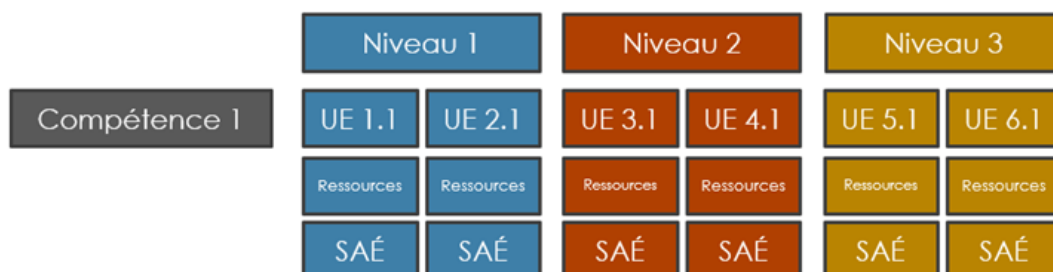 Niveau 1 Niveau 2 Niveau 3
Compétence 1 UE 1.1 UE 2.1 UE 3.1 UE 4.1 UE 5.1 UE 6.1
Ressources Ressources Ressources Ressources Ressources Ressources
SAÉ SAÉ SAÉ SAÉ SAÉ SAÉ